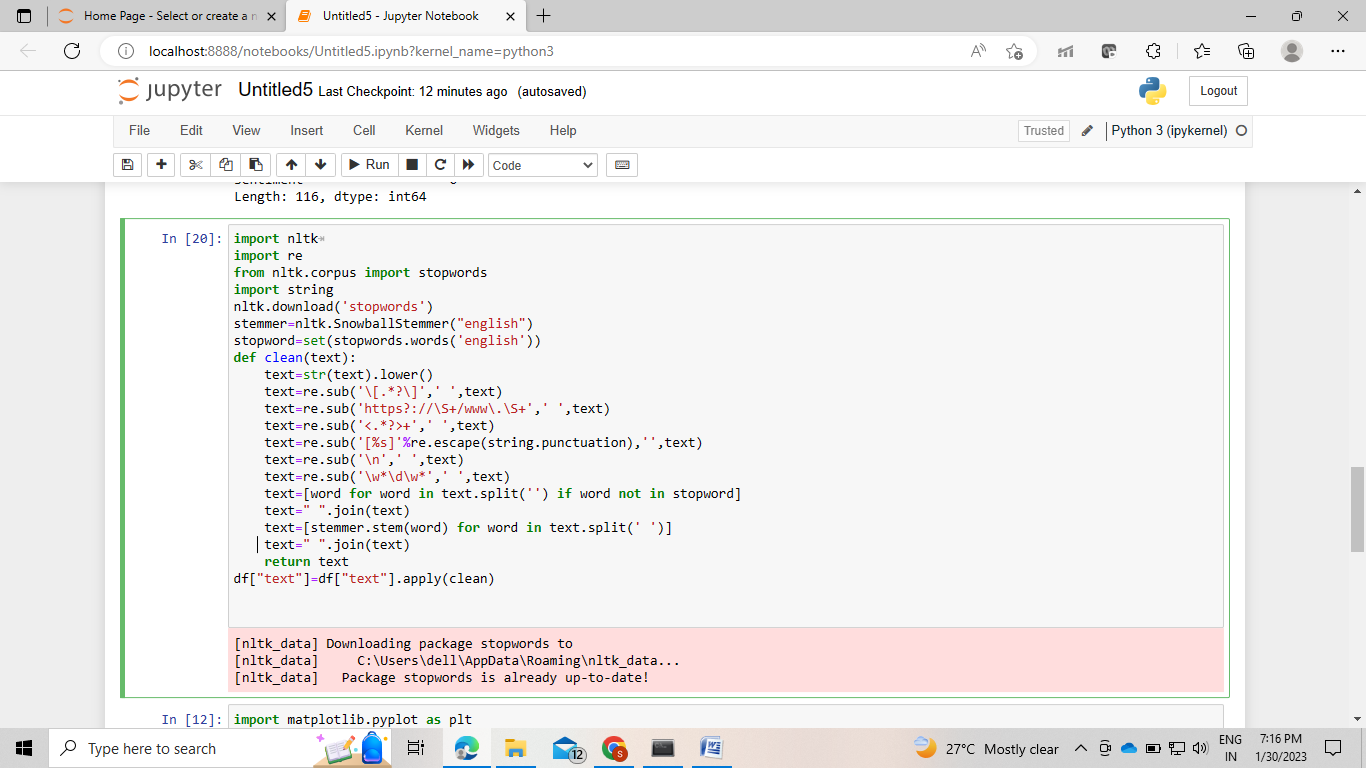 Home Page - Select or create a n
Untitled5 - Jupyter Notebook
localhost:8888/notebooks/Untitled5.ipynb?kernel_name=python3
jupyter Untitled5 Last Checkpoint: 12 minutes ago (autosaved)
Logout
File Edit View Insert Cell Kernel Widgets Help
Trusted
Python 3 (ipykernel)
Run
Code
Length: 116, dtype: int64
In [20]:
import nltk
import re
from nltk.corpus import stopwords
import string
nltk.download('stopwords')
stemmer=nltk.SnowballStemmer("english")
stopword=set(stopwords.words('english'))
def clean(text):
    text=str(text).lower()
    text=re.sub('\[.*?\]',' ',text)
    text=re.sub('https?://\S+/www\.\S+',' ',text)
    text=re.sub('<.*?>+',' ',text)
    text=re.sub('[%s]'%re.escape(string.punctuation),'',text)
    text=re.sub('\n',' ',text)
    text=re.sub('\w*\d\w*',' ',text)
    text=[word for word in text.split('') if word not in stopword]
    text=" ".join(text)
    text=[stemmer.stem(word) for word in text.split(' ')]
    text=" ".join(text)
    return text
df["text"]=df["text"].apply(clean)
[nltk_data] Downloading package stopwords to
[nltk_data]     C:\Users\dell\AppData\Roaming\nltk_data...
[nltk_data]   Package stopwords is already up-to-date!
In [12]:
import matplotlib.pyplot as plt
Type here to search
12
S
27°C Mostly clear
ENG
IN
7:16 PM
1/30/2023